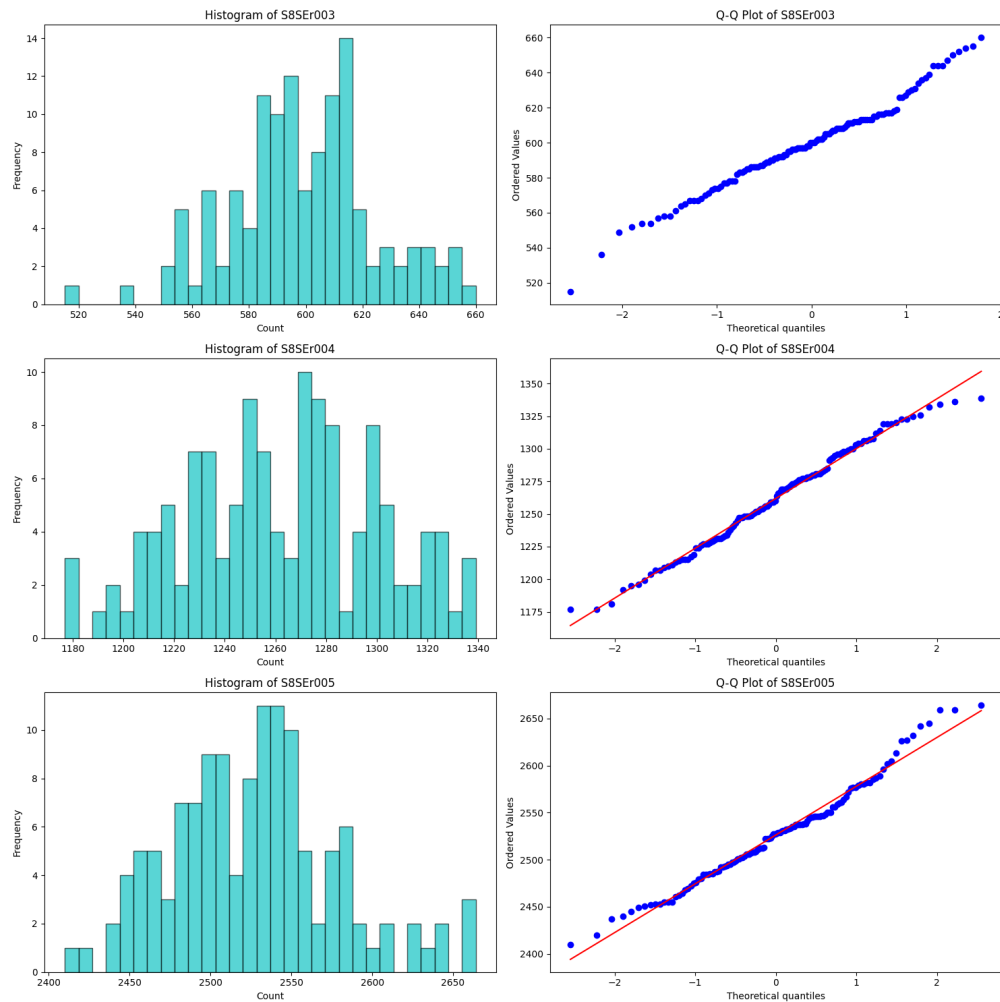 Histogram of S8SEr003
Frequency
14
12
10
8
6
4
2
0
520 540 560 580 600 620 640 660
Count
Q-Q Plot of S8SEr003
Ordered Values
660
640
620
600
580
560
540
520
−2 −1 0 1 2
Theoretical quantiles
Histogram of S8SEr004
Frequency
10
8
6
4
2
0
1180 1200 1220 1240 1260 1280 1300 1320 1340
Count
Q-Q Plot of S8SEr004
Ordered Values
1350
1325
1300
1275
1250
1225
1200
1175
−2 −1 0 1 2
Theoretical quantiles
Histogram of S8SEr005
Frequency
10
8
6
4
2
0
2400 2450 2500 2550 2600 2650
Count
Q-Q Plot of S8SEr005
Ordered Values
2650
2600
2550
2500
2450
2400
−2 −1 0 1 2
Theoretical quantiles